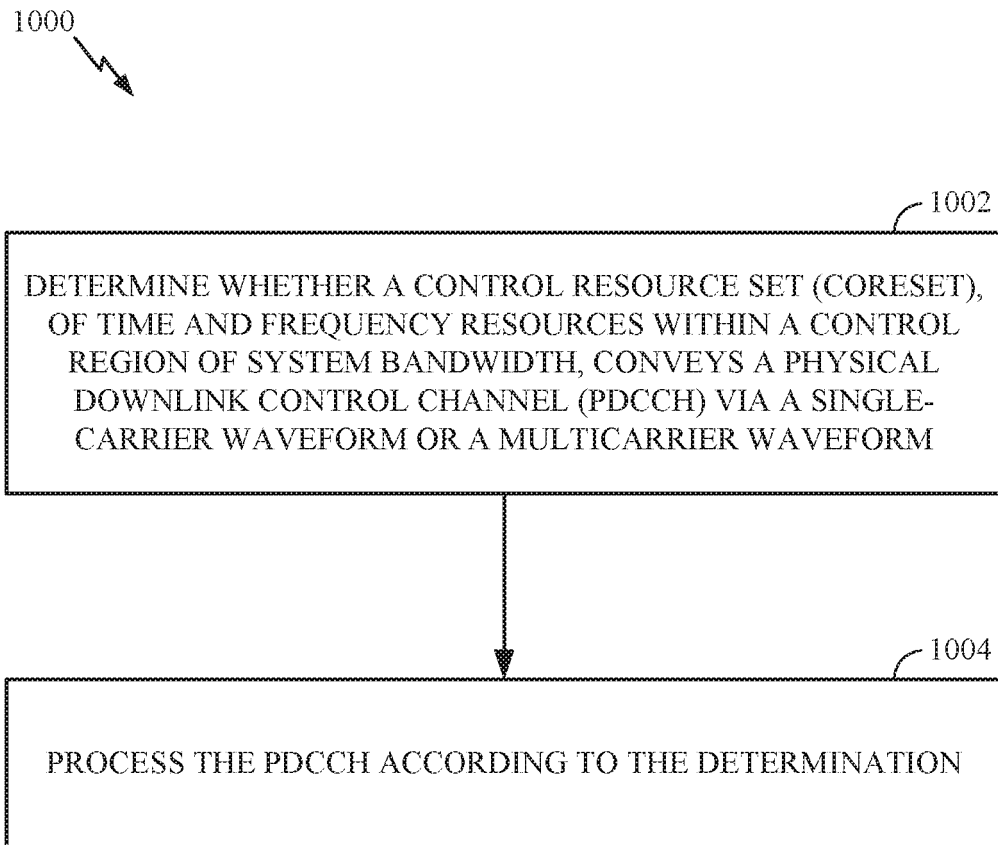 1000
1002
DETERMINE WHETHER A CONTROL RESOURCE SET (CORESET),
OF TIME AND FREQUENCY RESOURCES WITHIN A CONTROL
REGION OF SYSTEM BANDWIDTH, CONVEYS A PHYSICAL
DOWNLINK CONTROL CHANNEL (PDCCH) VIA A SINGLE-
CARRIER WAVEFORM OR A MULTICARRIER WAVEFORM
1004
PROCESS THE PDCCH ACCORDING TO THE DETERMINATION